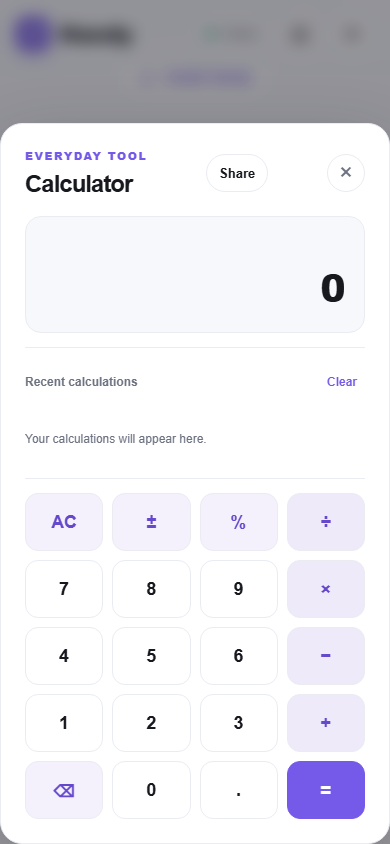 EVERYDAY TOOL
Calculator
Share
✕
0
Recent calculations
Clear
Your calculations will appear here.
AC ± % ÷
7 8 9 ×
4 5 6 −
1 2 3 +
⌫ 0 . =